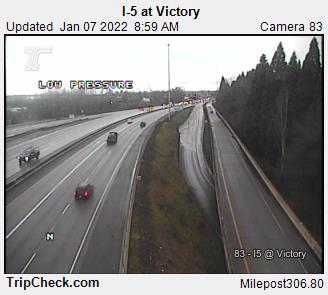 I-5 at Victory
Updated Jan 07 2022 8:59 AM Camera 83
LOW PRESSURE
N
83 - I5 @ Victory
TripCheck.com Milepost306.80